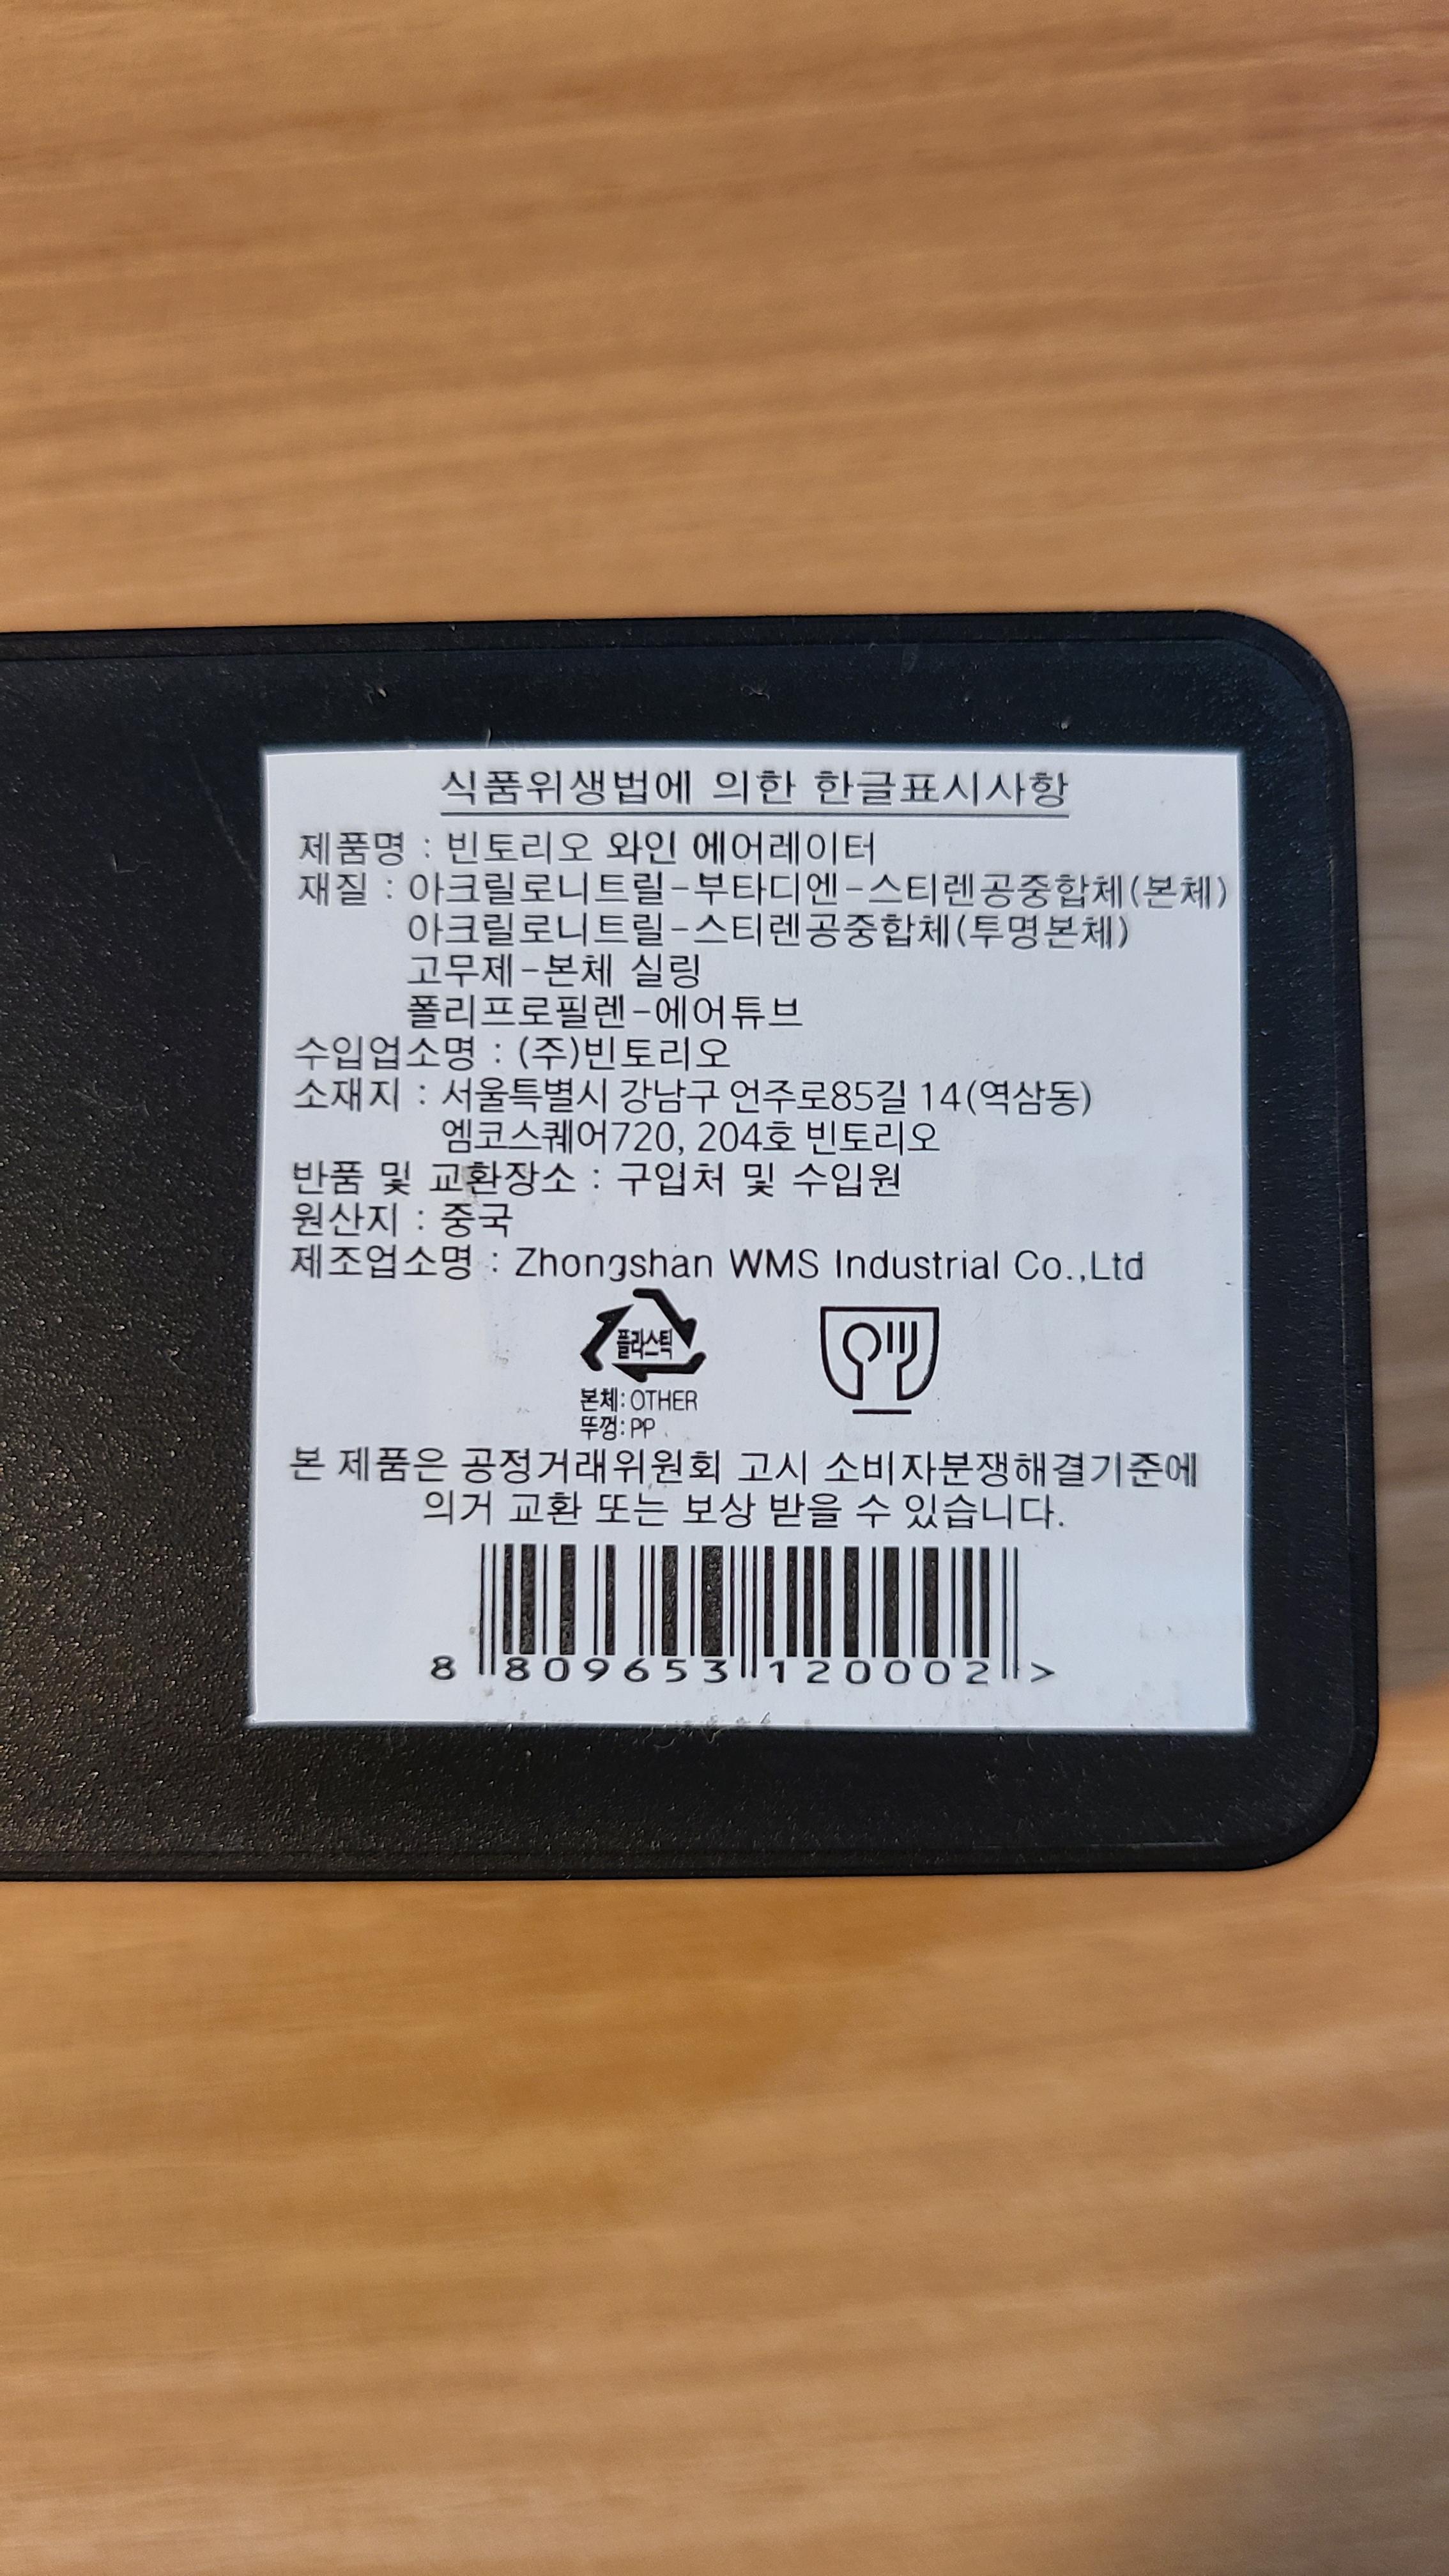 식품위생법에 의한 한글표시사항
제품명 : 빈토리오 와인 에어레이터
재질 : 아크릴로니트릴-부타디엔-스티렌공중합체(본체)
아크릴로니트릴-스티렌공중합체(투명본체)
고무제-본체 실링
폴리프로필렌-에어튜브
수입업소명 : (주)빈토리오
소재지 : 서울특별시 강남구 언주로85길 14(역삼동)
엠코스퀘어720, 204호 빈토리오
반품 및 교환장소 : 구입처 및 수입원
원산지 : 중국
제조업소명 : Zhongshan WMS Industrial Co.,Ltd
플라스틱
본체: OTHER
뚜껑: PP
본 제품은 공정거래위원회 고시 소비자분쟁해결기준에
의거 교환 또는 보상 받을 수 있습니다.
8 809653 120002 >